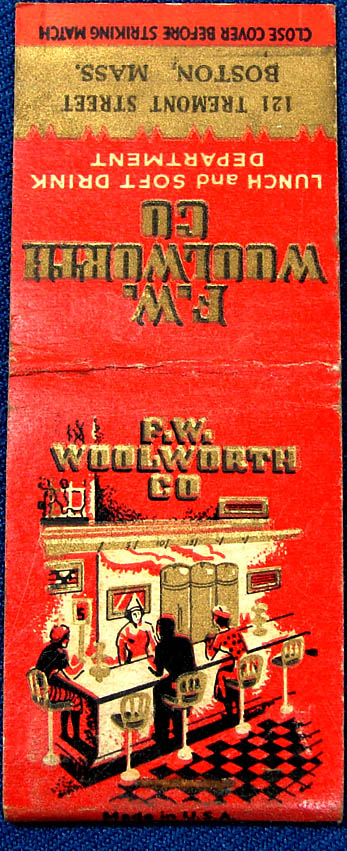 CLOSE COVER BEFORE STRIKING MATCH
121 TREMONT STREET
BOSTON, MASS.
F.W.
WOOLWORTH
CO
LUNCH and SOFT DRINK
DEPARTMENT
F.W.
WOOLWORTH
CO
Made in U.S.A.